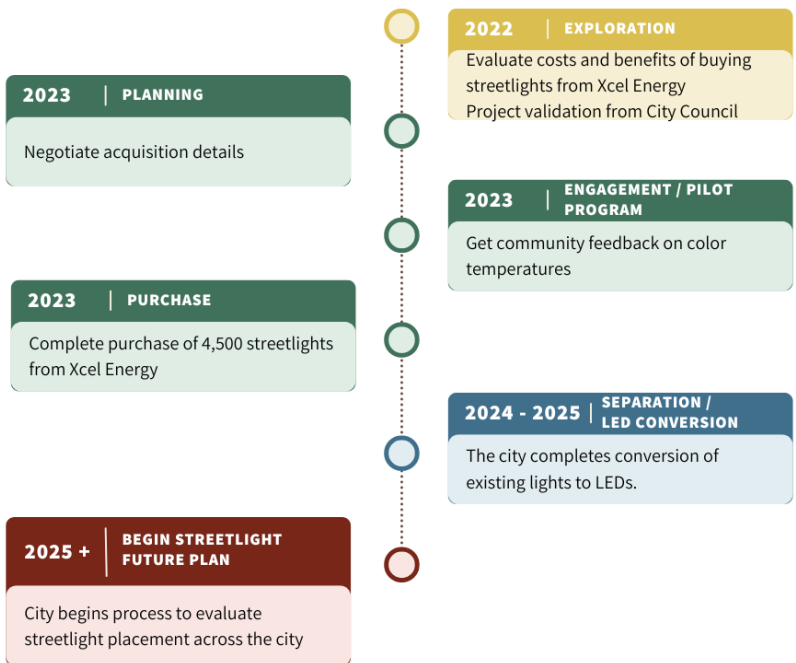 2022 | EXPLORATION
Evaluate costs and benefits of buying
streetlights from Xcel Energy
Project validation from City Council
2023 | PLANNING
Negotiate acquisition details
2023 | ENGAGEMENT / PILOT
PROGRAM
Get community feedback on color
temperatures
2023 | PURCHASE
Complete purchase of 4,500 streetlights
from Xcel Energy
2024 - 2025 | SEPARATION /
LED CONVERSION
The city completes conversion of
existing lights to LEDs.
2025 + | BEGIN STREETLIGHT
FUTURE PLAN
City begins process to evaluate
streetlight placement across the city